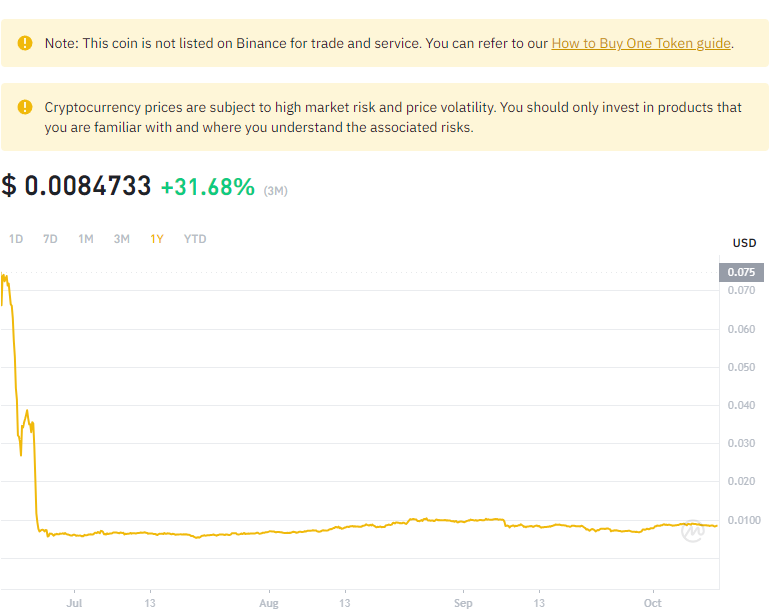 Note: This coin is not listed on Binance for trade and service. You can refer to our How to Buy One Token guide.
Cryptocurrency prices are subject to high market risk and price volatility. You should only invest in products that
you are familiar with and where you understand the associated risks.
$ 0.0084733 +31.68% (3M)
1D 7D 1M 3M 1Y YTD
USD
0.075
0.070
0.060
0.050
0.040
0.030
0.020
0.0100
Jul 13 Aug 13 Sep 13 Oct